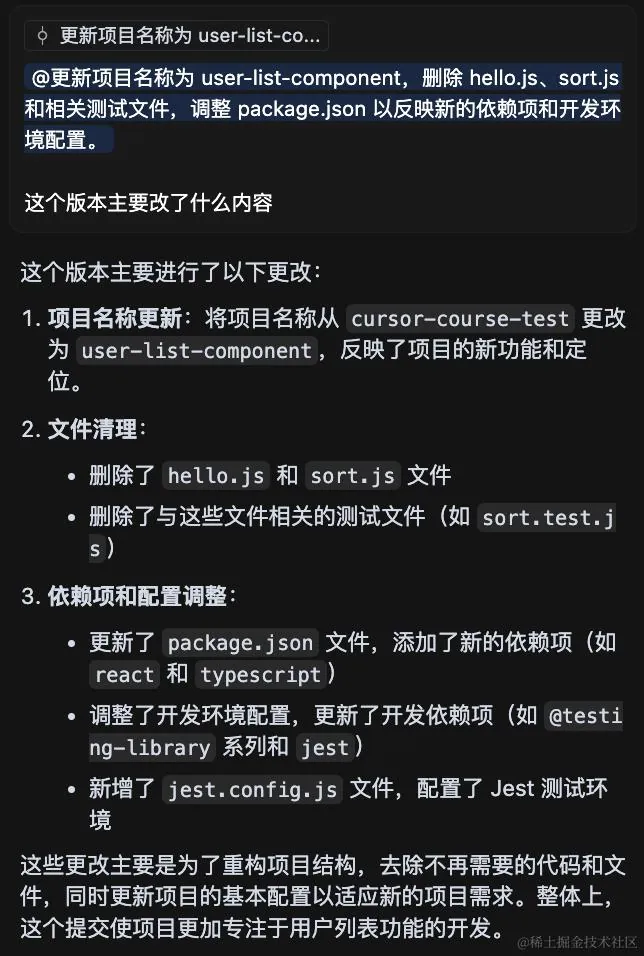 更新项目名称为 user-list-co...
@更新项目名称为 user-list-component，删除 hello.js、sort.js
和相关测试文件，调整 package.json 以反映新的依赖项和开发环
境配置。
这个版本主要改了什么内容
这个版本主要进行了以下更改：
1. 项目名称更新：将项目名称从 cursor-course-test 更改
为 user-list-component，反映了项目的新功能和定
位。
2. 文件清理：
• 删除了 hello.js 和 sort.js 文件
• 删除了与这些文件相关的测试文件（如 sort.test.j
s）
3. 依赖项和配置调整：
• 更新了 package.json 文件，添加了新的依赖项（如
react 和 typescript）
• 调整了开发环境配置，更新了开发依赖项（如 @testi
ng-library 系列和 jest）
• 新增了 jest.config.js 文件，配置了 Jest 测试环
境
这些更改主要是为了重构项目结构，去除不再需要的代码和文
件，同时更新项目的基本配置以适应新的项目需求。整体上，
这个提交使项目更加专注于用户列表功能的开发。
@稀土掘金技术社区